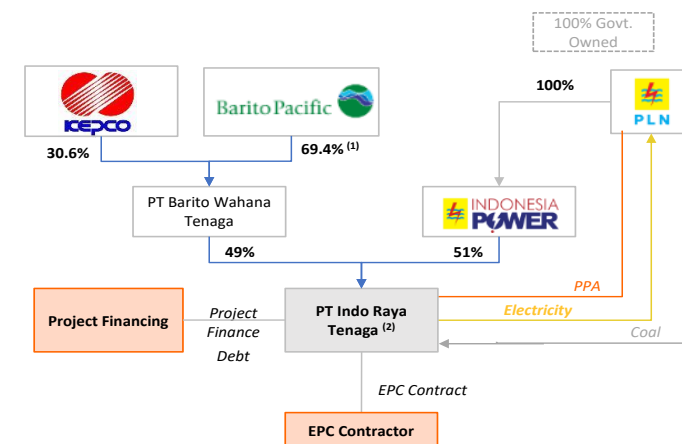 100% Govt.
Owned
100%
KEPCO
Barito Pacific
PLN
30.6%
69.4% (1)
PT Barito Wahana
Tenaga
INDONESIA
POWER
49%
51%
PPA
Project Financing
Project
Finance
Debt
PT Indo Raya
Tenaga (2)
Electricity
Coal
EPC Contract
EPC Contractor